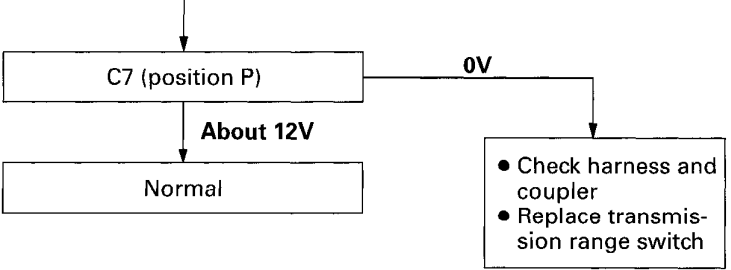 C7 (position P)
0V
About 12V
Normal
● Check harness and
coupler
● Replace transmis-
sion range switch